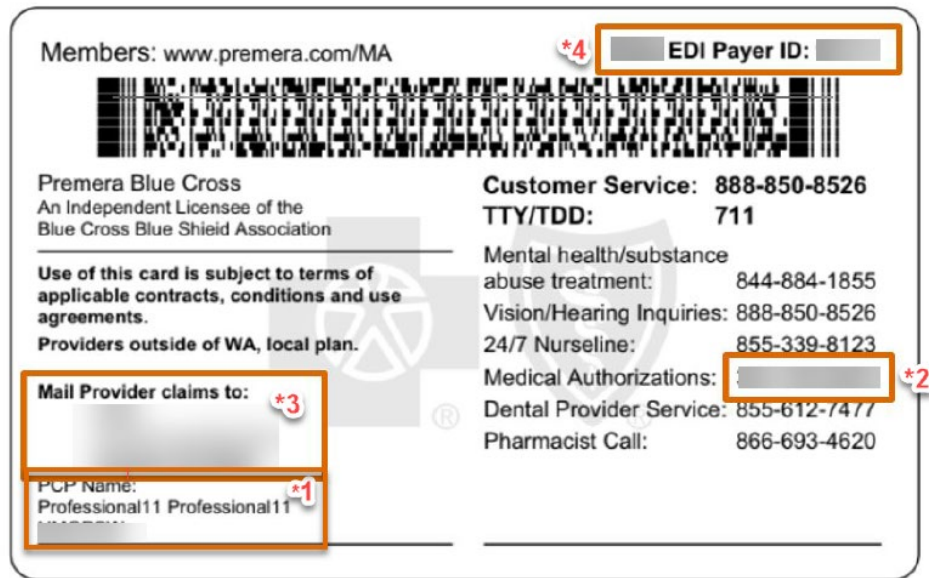 Members: www.premera.com/MA
*4 EDI Payer ID:
Premera Blue Cross
An Independent Licensee of the
Blue Cross Blue Shield Association
Use of this card is subject to terms of
applicable contracts, conditions and use
agreements.
Providers outside of WA, local plan.
Mail Provider claims to:
*3
PCP Name:
*1
Professional11 Professional11
Customer Service: 888-850-8526
TTY/TDD: 711
Mental health/substance
abuse treatment: 844-884-1855
Vision/Hearing Inquiries: 888-850-8526
24/7 Nurseline: 855-339-8123
Medical Authorizations: *2
Dental Provider Service: 855-612-7477
Pharmacist Call: 866-693-4620
®
®